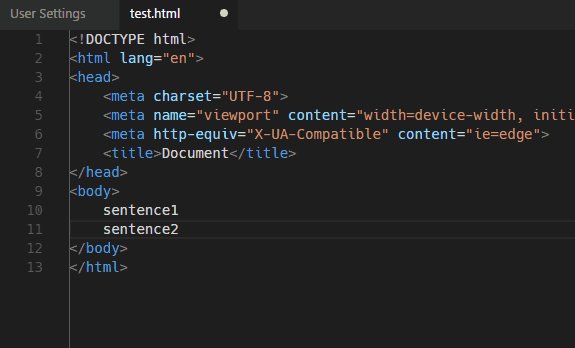 User Settings test.html
1 <!DOCTYPE html>
2 <html lang="en">
3 <head>
4     <meta charset="UTF-8">
5     <meta name="viewport" content="width=device-width, initi
6     <meta http-equiv="X-UA-Compatible" content="ie=edge">
7     <title>Document</title>
8 </head>
9 <body>
10     sentence1
11     sentence2
12 </body>
13 </html>